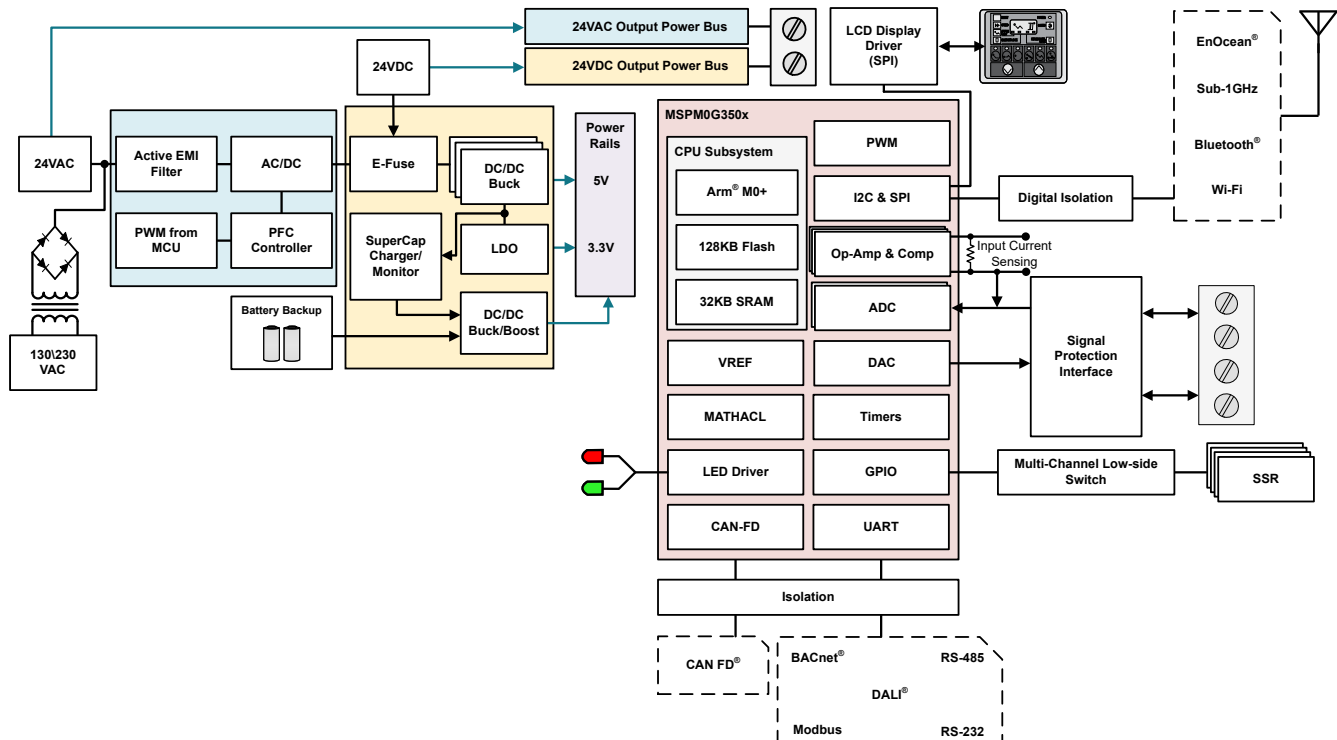 24VAC Output Power Bus
24VDC Output Power Bus
24VDC
LCD Display
Driver
(SPI)
EnOcean®
Sub-1GHz
Bluetooth®
Wi-Fi
24VAC
Active EMI
Filter
AC/DC
PWM from
MCU
PFC
Controller
130\230
VAC
E-Fuse
DC/DC
Buck
SuperCap
Charger/
Monitor
LDO
DC/DC
Buck/Boost
Battery Backup
Power
Rails
5V
3.3V
MSPM0G350x
CPU Subsystem
Arm® M0+
128KB Flash
32KB SRAM
PWM
I2C & SPI
Op-Amp & Comp
ADC
VREF
DAC
MATHACL
Timers
LED Driver
GPIO
CAN-FD
UART
Digital Isolation
Input Current
Sensing
Signal
Protection
Interface
Multi-Channel Low-side
Switch
SSR
Isolation
CAN FD®
BACnet®
RS-485
DALI®
Modbus
RS-232